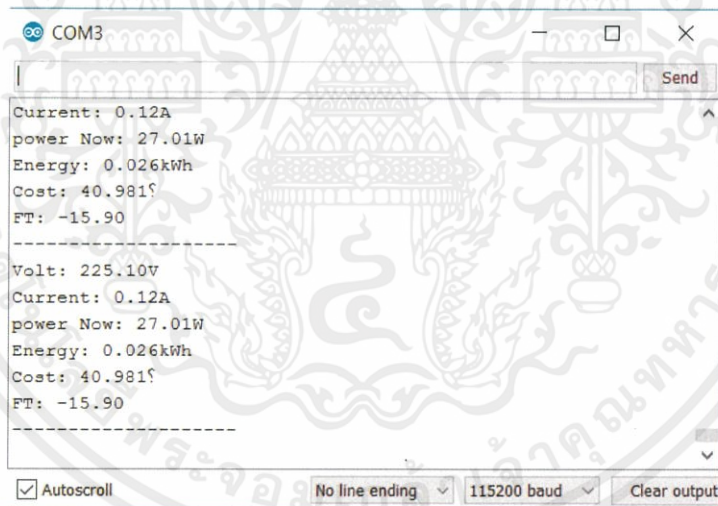 COM3
Send
Current: 0.12A
power Now: 27.01W
Energy: 0.026kWh
Cost: 40.981⸮
FT: -15.90
--------------------
Volt: 225.10V
Current: 0.12A
power Now: 27.01W
Energy: 0.026kWh
Cost: 40.981⸮
FT: -15.90
--------------------
Autoscroll
No line ending
115200 baud
Clear output